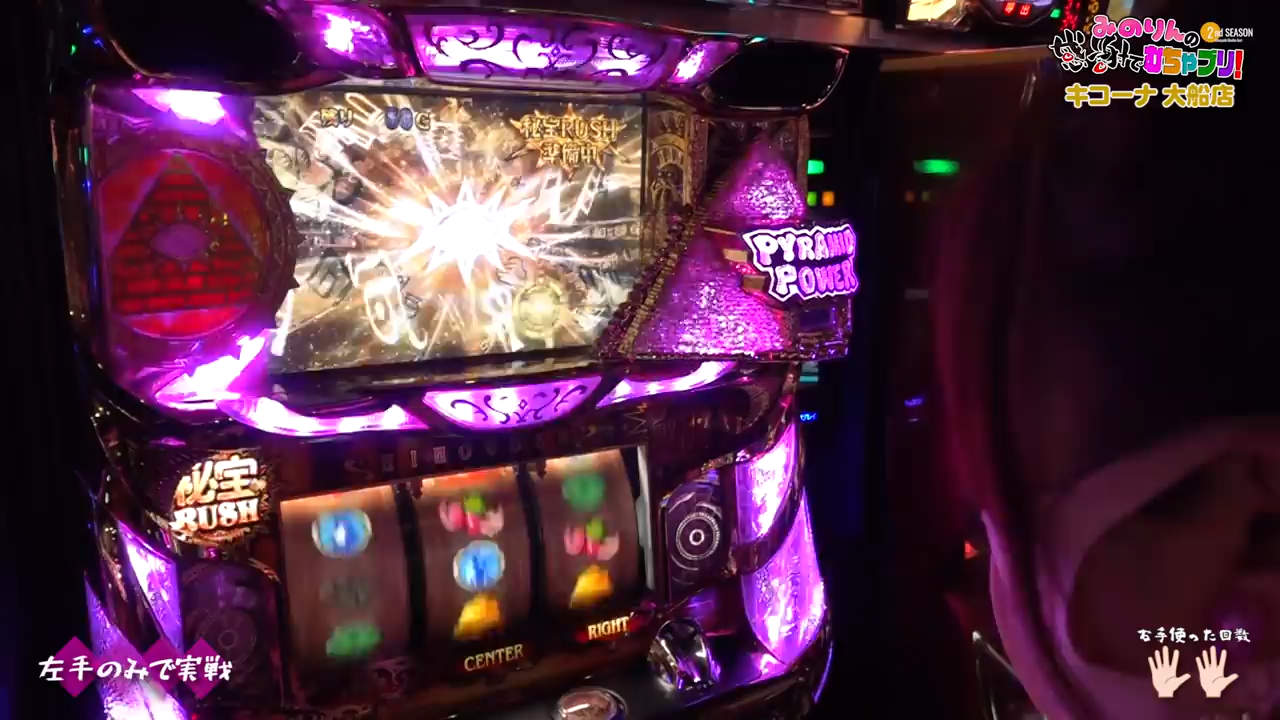 みのりんの
2nd SEASON
でむちゃブリ!
キコーナ 大船店
残り
秘宝RUSH
準備中
PYRAMID
POWER
秘宝
RUSH
CENTER
RIGHT
左手のみで実戦
右手使った回数